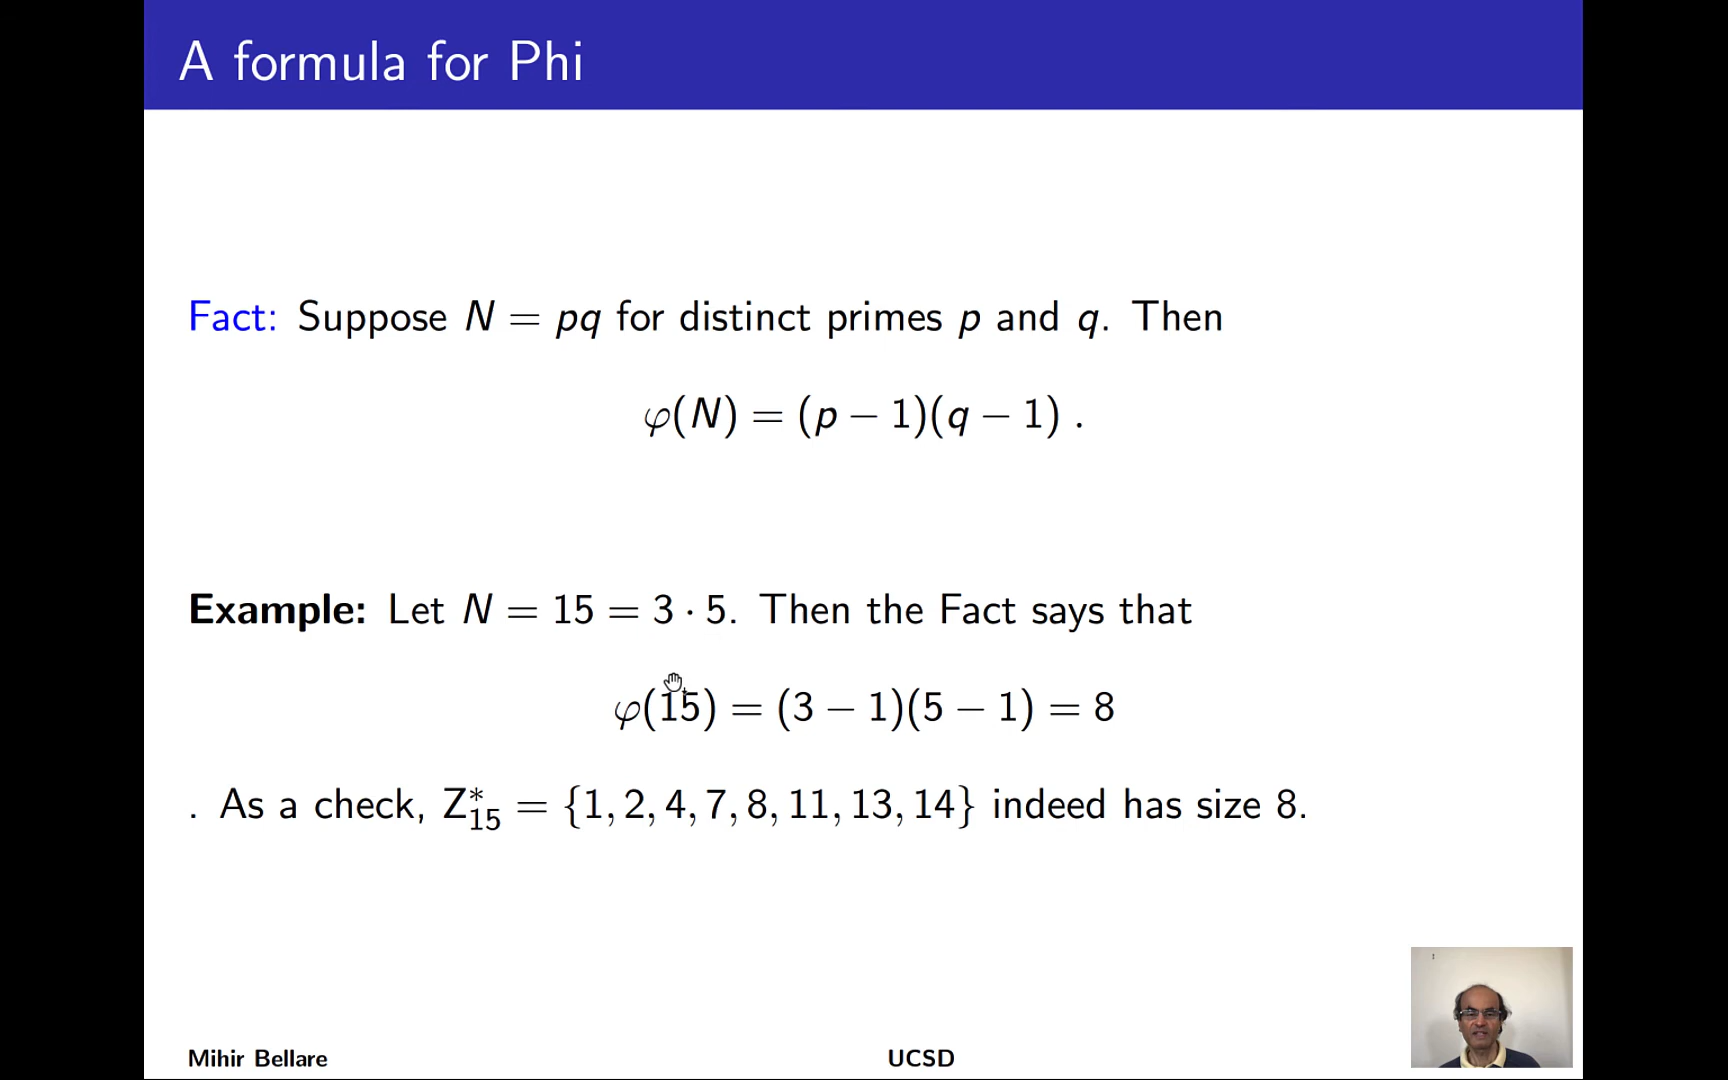 A formula for Phi
Fact: Suppose N = pq for distinct primes p and q. Then
φ(N) = (p − 1)(q − 1) .
Example: Let N = 15 = 3 · 5. Then the Fact says that
φ(15) = (3 − 1)(5 − 1) = 8
. As a check, Z*₁₅ = {1, 2, 4, 7, 8, 11, 13, 14} indeed has size 8.
Mihir Bellare UCSD